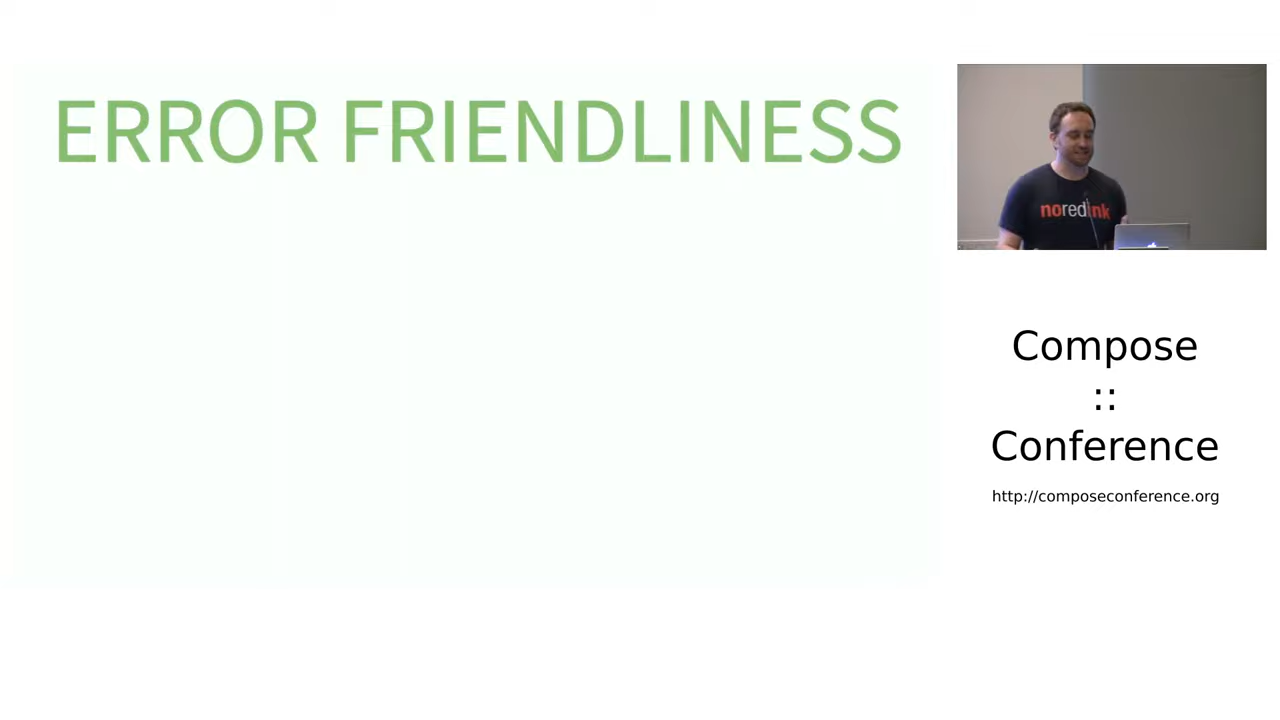 ERROR FRIENDLINESS
noredink
Compose
::
Conference
http://composeconference.org